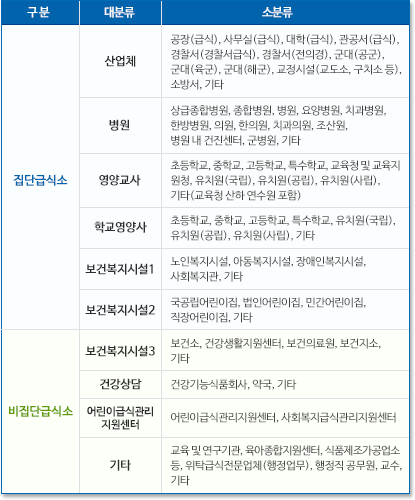 구 분 대분류 소분류
집단급식소
산업체
공장(급식), 사무실(급식), 대학(급식), 관공서(급식),
경찰서(경찰서급식), 경찰서(전의경), 군대(공군),
군대(육군), 군대(해군), 교정시설(교도소, 구치소 등),
소방서, 기타
병원
상급종합병원, 종합병원, 병원, 요양병원, 치과병원,
한방병원, 의원, 한의원, 치과의원, 조산원,
병원 내 건진센터, 군병원, 기타
영양교사
초등학교, 중학교, 고등학교, 특수학교, 교육청 및 교육지
원청, 유치원(국립), 유치원(공립), 유치원(사립),
기타(교육청 산하 연수원 포함)
학교영양사
초등학교, 중학교, 고등학교, 특수학교, 유치원(국립),
유치원(공립), 유치원(사립), 기타
보건복지시설1
노인복지시설, 아동복지시설, 장애인복지시설,
사회복지관, 기타
보건복지시설2
국공립어린이집, 법인어린이집, 민간어린이집,
직장어린이집, 기타
비집단급식소
보건복지시설3
보건소, 건강생활지원센터, 보건의료원, 보건지소,
기타
건강상담
건강기능식품회사, 약국, 기타
어린이급식관리
지원센터
어린이급식관리지원센터, 사회복지급식관리지원센터
기타
교육 및 연구기관, 육아종합지원센터, 식품제조가공업소
등, 위탁급식전문업체(행정업무), 행정직 공무원, 교수,
기타